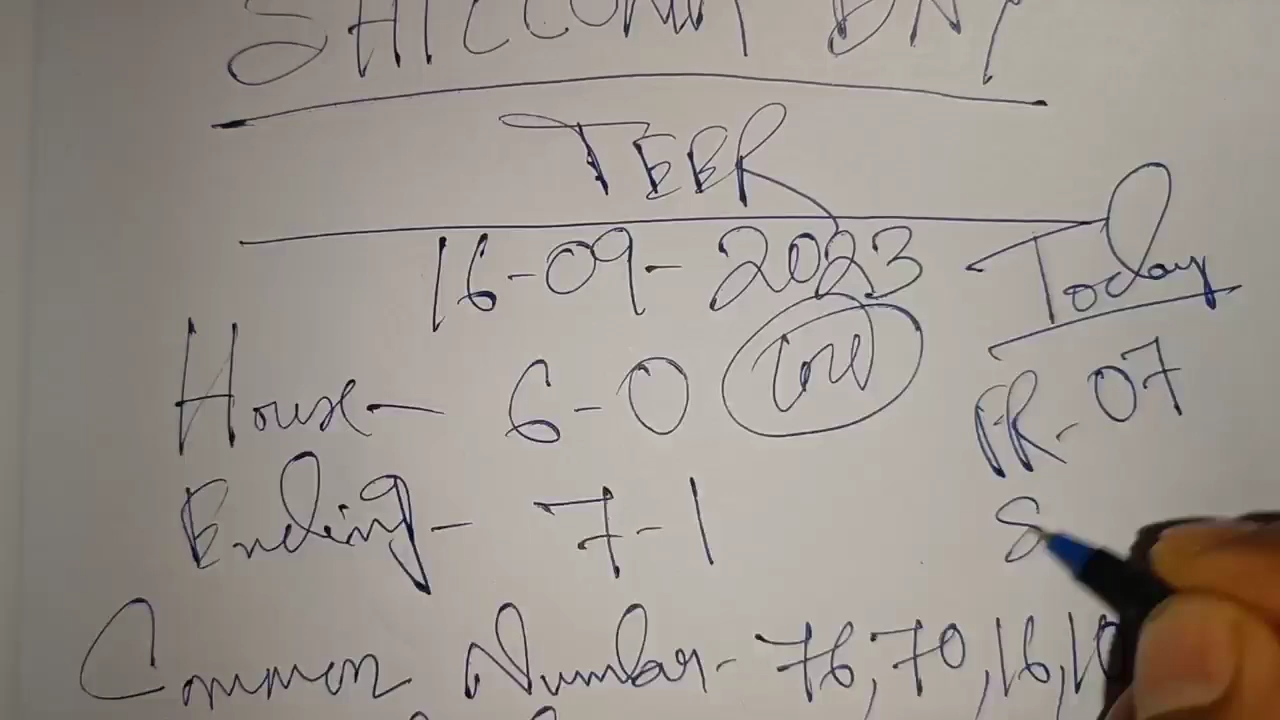 SHILLONG DAY
TEER
16-09-2023
Today
House- 6-0
FR-07
Ending- 7-1
S
Common Number- 76,70,16,10